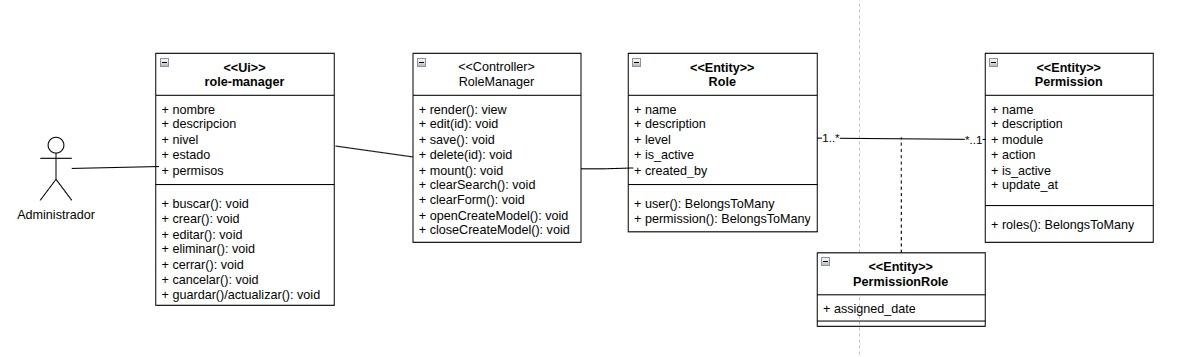 Administrador
<<Ui>>
role-manager
+ nombre
+ descripcion
+ nivel
+ estado
+ permisos
+ buscar(): void
+ crear(): void
+ editar(): void
+ eliminar(): void
+ cerrar(): void
+ cancelar(): void
+ guardar()/actualizar(): void
<<Controller>
RoleManager
+ render(): view
+ edit(id): void
+ save(): void
+ delete(id): void
+ mount(): void
+ clearSearch(): void
+ clearForm(): void
+ openCreateModel(): void
+ closeCreateModel(): void
<<Entity>>
Role
+ name
+ description
+ level
+ is_active
+ created_by
+ user(): BelongsToMany
+ permission(): BelongsToMany
1..*
*..1
<<Entity>>
Permission
+ name
+ description
+ module
+ action
+ is_active
+ update_at
+ roles(): BelongsToMany
<<Entity>>
PermissionRole
+ assigned_date